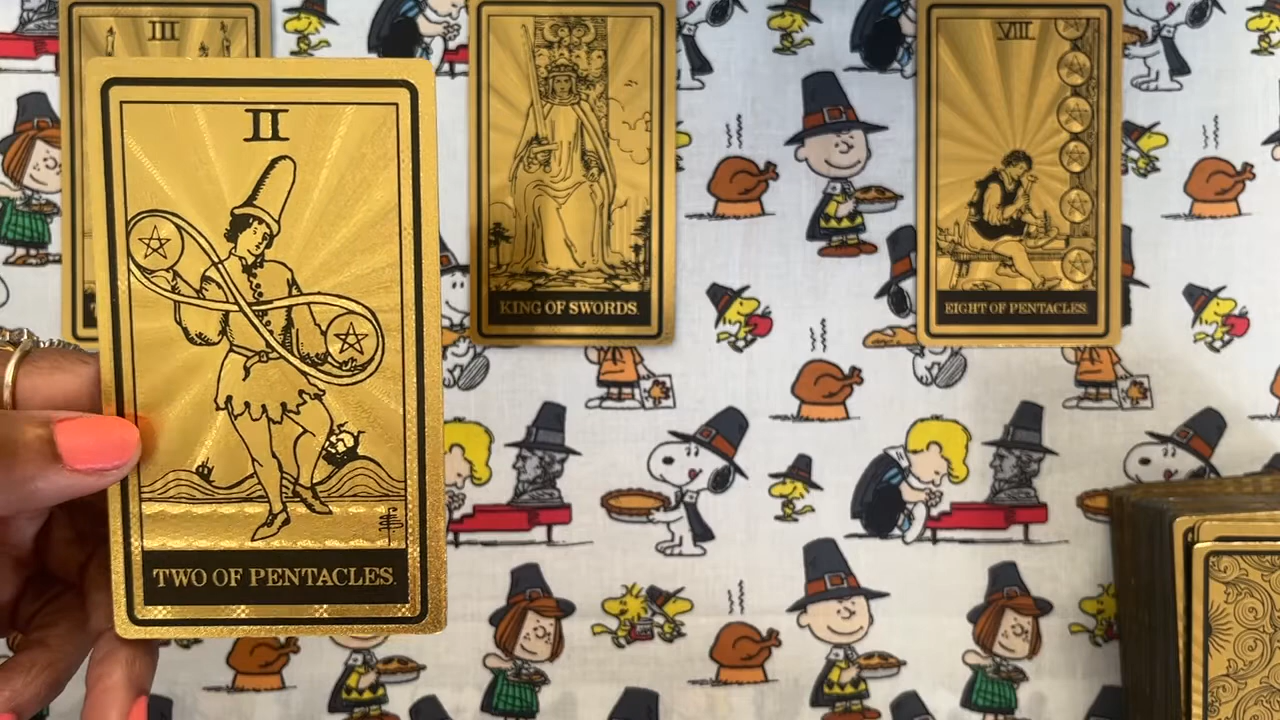 III
II
TWO OF PENTACLES.
KING OF SWORDS.
VIII
EIGHT OF PENTACLES.